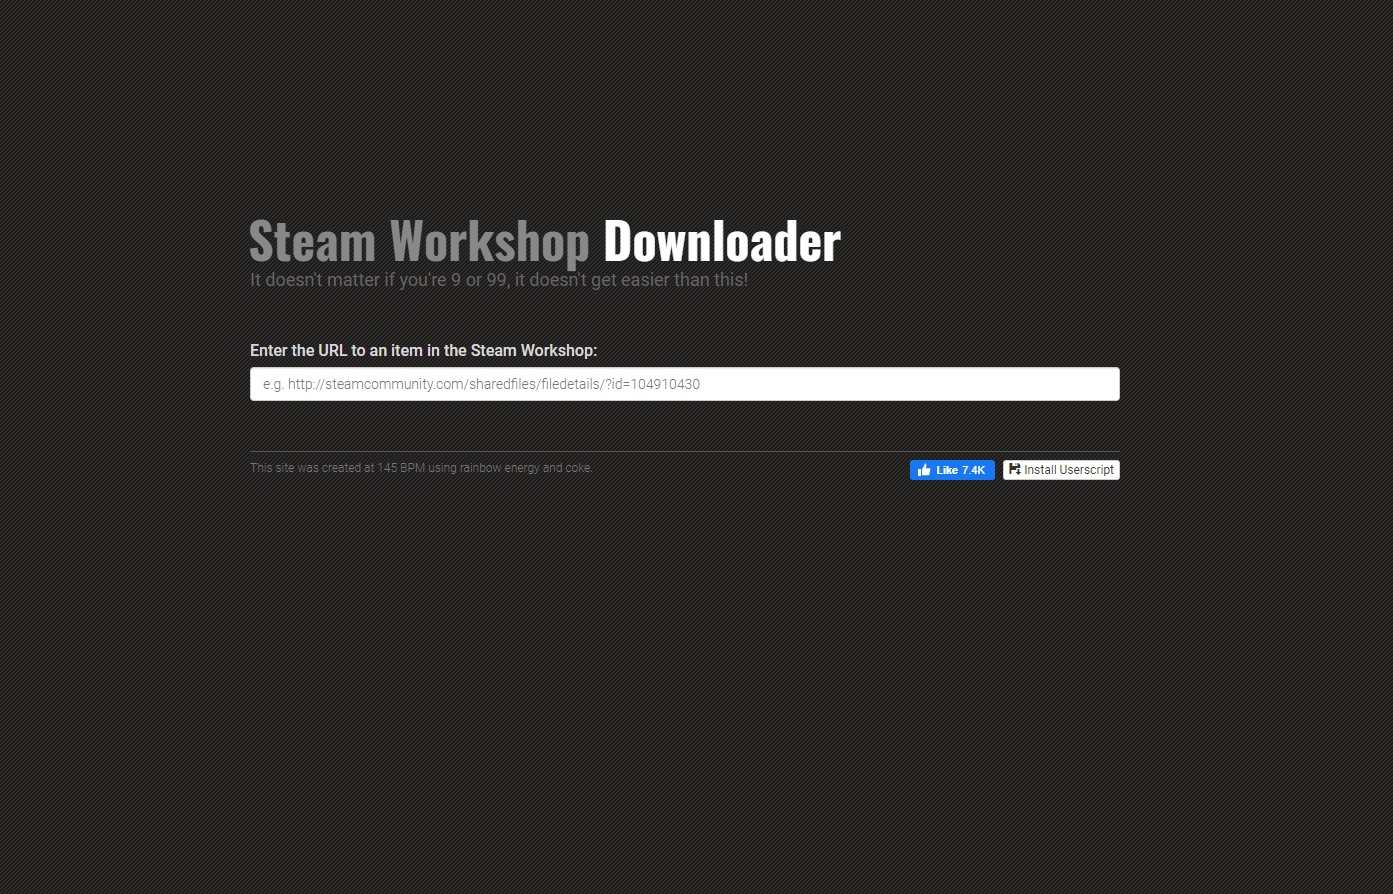 Steam Workshop Downloader
It doesn't matter if you're 9 or 99, it doesn't get easier than this!
Enter the URL to an item in the Steam Workshop:
e.g. http://steamcommunity.com/sharedfiles/filedetails/?id=104910430
This site was created at 145 BPM using rainbow energy and coke.
Like 7.4K
Install Userscript